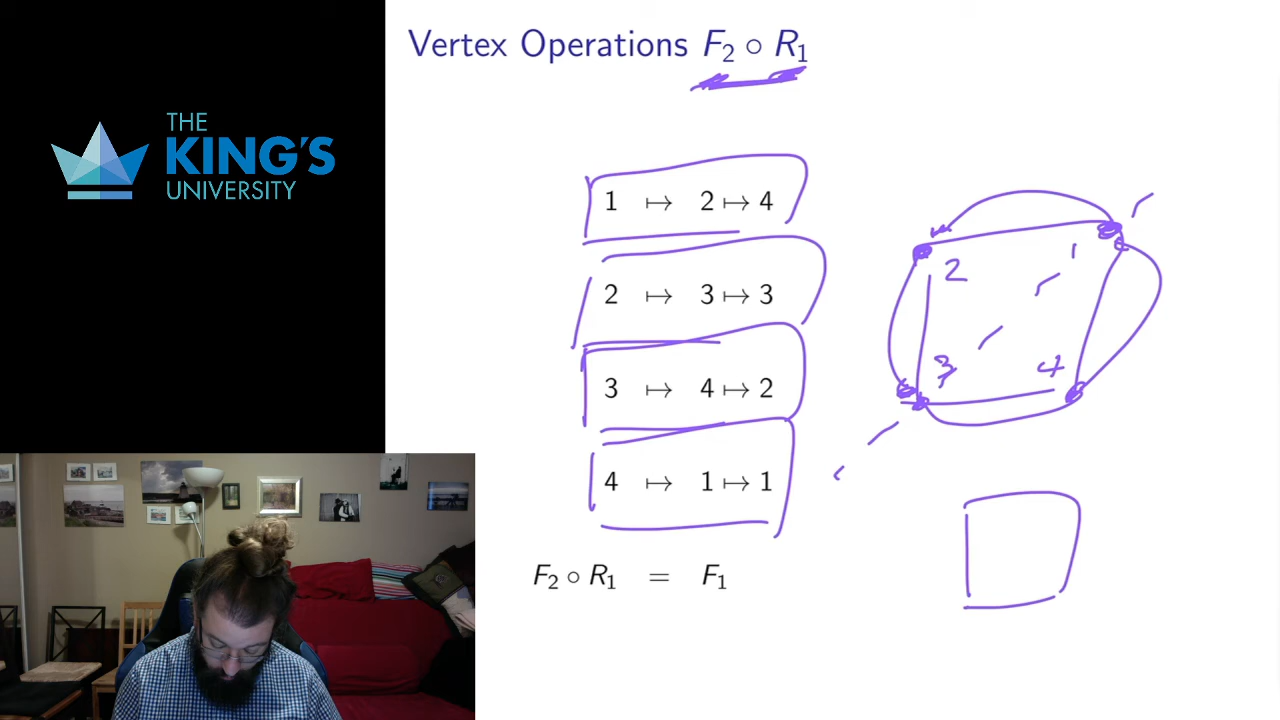 Vertex Operations F₂ ∘ R₁
THE
KING'S
UNIVERSITY
1 ↦ 2 ↦ 4
2 ↦ 3 ↦ 3
3 ↦ 4 ↦ 2
4 ↦ 1 ↦ 1
F₂ ∘ R₁ = F₁
2 1
3 4